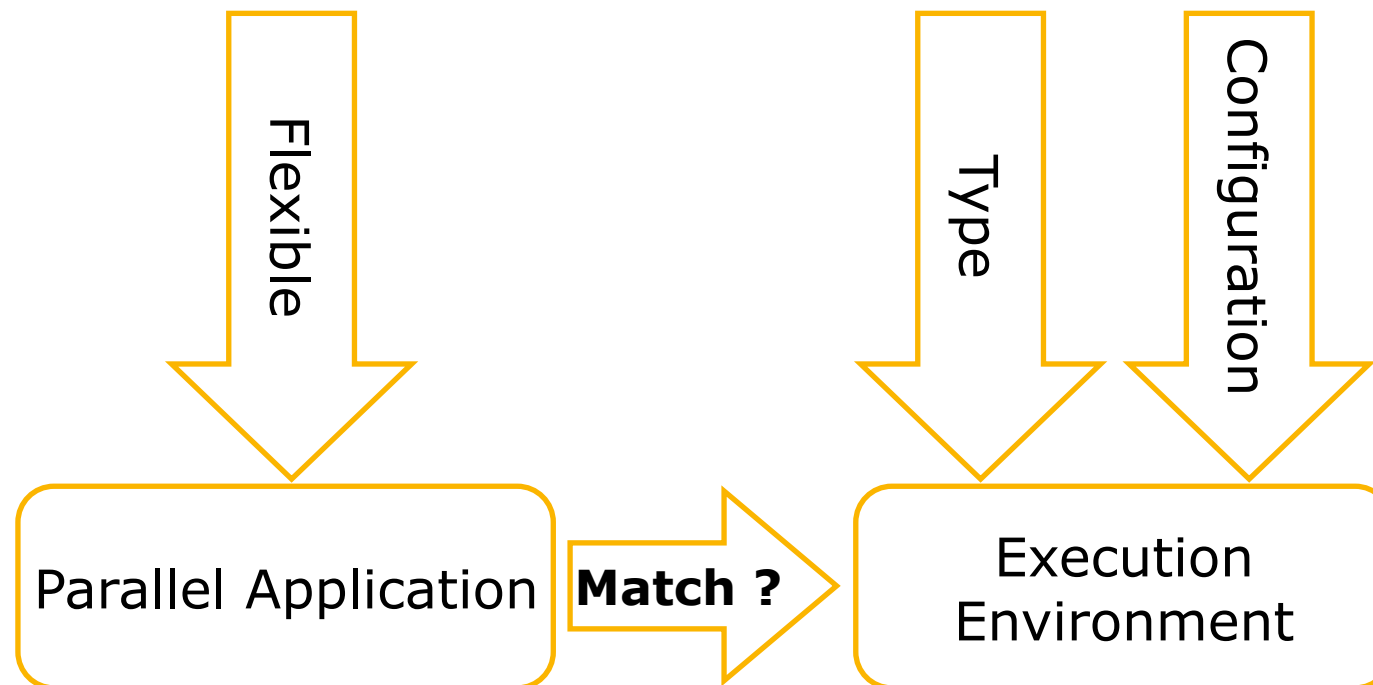 Flexible
Type
Configuration
Parallel Application
Match ?
Execution
Environment